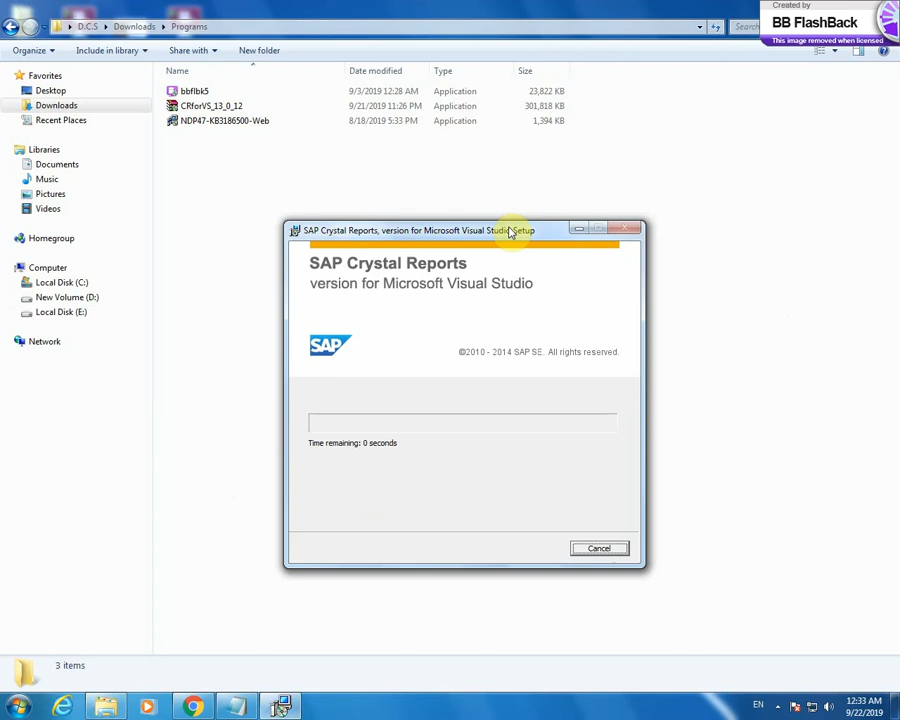 Created by
BB FlashBack
This image removed when licensed
D.C.S ▸ Downloads ▸ Programs
Organize
Include in library
Share with
New folder
Favorites
Desktop
Downloads
Recent Places
Libraries
Documents
Music
Pictures
Videos
Homegroup
Computer
Local Disk (C:)
New Volume (D:)
Local Disk (E:)
Network
Name Date modified Type Size
bbflbk5 9/3/2019 12:28 AM Application 23,822 KB
CRforVS_13_0_12 9/21/2019 11:26 PM Application 301,818 KB
NDP47-KB3186500-Web 8/18/2019 5:33 PM Application 1,394 KB
SAP Crystal Reports, version for Microsoft Visual Studio Setup
SAP Crystal Reports
version for Microsoft Visual Studio
SAP
©2010 - 2014 SAP SE. All rights reserved.
Time remaining: 0 seconds
Cancel
3 items
EN
12:33 AM
9/22/2019